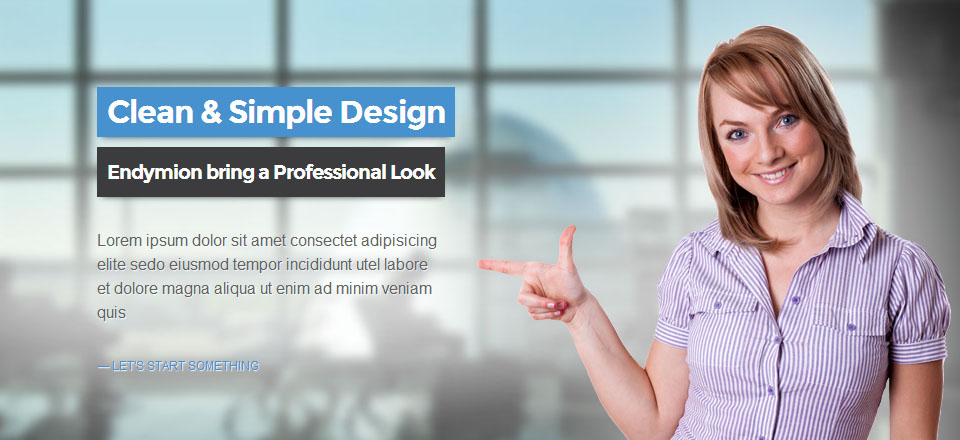 Clean & Simple Design
Endymion bring a Professional Look
Lorem ipsum dolor sit amet consectet adipisicing
elite sedo eiusmod tempor incididunt utel labore
et dolore magna aliqua ut enim ad minim veniam
quis
— LET'S START SOMETHING